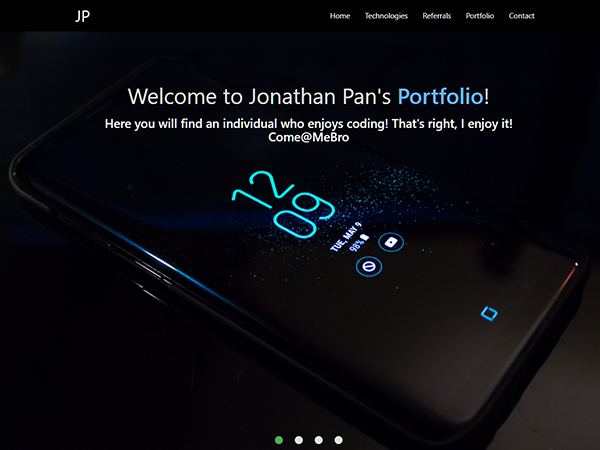 JP
Home Technologies Referrals Portfolio Contact
Welcome to Jonathan Pan's Portfolio!
Here you will find an individual who enjoys coding! That's right, I enjoy it!
Come@MeBro
12
09
TUE, MAY 9
98%